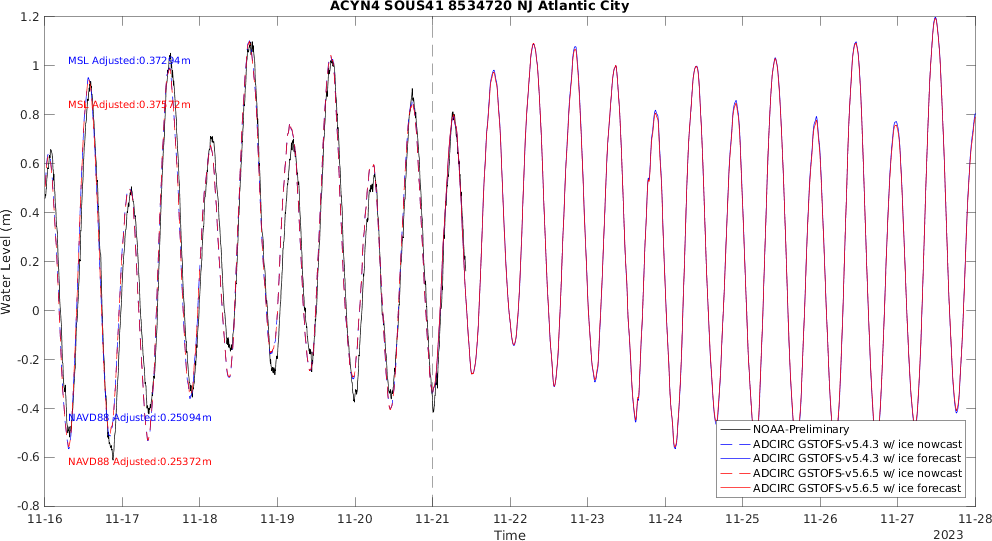 ACYN4 SOUS41 8534720 NJ Atlantic City
1.2
1
0.8
0.6
0.4
0.2
0
-0.2
-0.4
-0.6
-0.8
Water Level (m)
MSL Adjusted:0.37294m
MSL Adjusted:0.37572m
NAVD88 Adjusted:0.25094m
NAVD88 Adjusted:0.25372m
NOAA-Preliminary
ADCIRC GSTOFS-v5.4.3 w/ ice nowcast
ADCIRC GSTOFS-v5.4.3 w/ ice forecast
ADCIRC GSTOFS-v5.6.5 w/ ice nowcast
ADCIRC GSTOFS-v5.6.5 w/ ice forecast
11-16 11-17 11-18 11-19 11-20 11-21 11-22 11-23 11-24 11-25 11-26 11-27 11-28
Time
2023